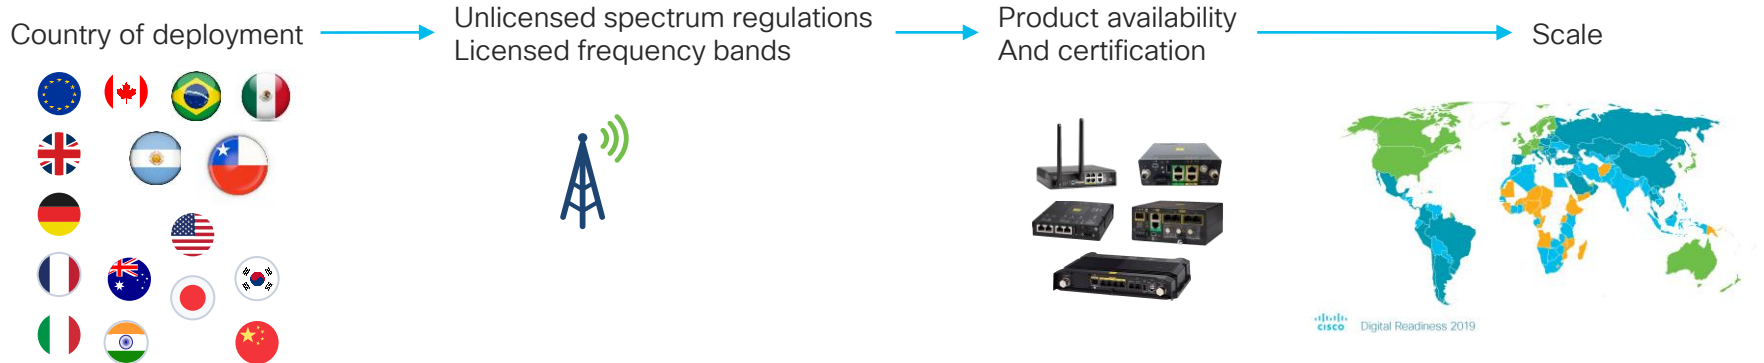 Country of deployment
Unlicensed spectrum regulations
Licensed frequency bands
Product availability
And certification
Scale
CISCO
Digital Readiness 2019